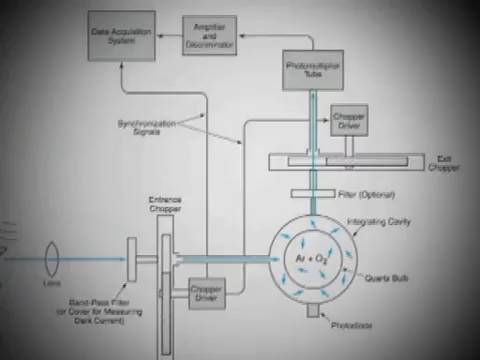 Data Acquisition
System
Amplifier
and
Discriminator
Photomultiplier
Tube
Synchronization
Signals
Chopper
Driver
Exit
Chopper
Entrance
Chopper
Filter (Optional)
Integrating Cavity
Ar + O2
Quartz Bulb
Lens
Band-Pass Filter
(or Cover for Measuring
Dark Current)
Chopper
Driver
Photodiode